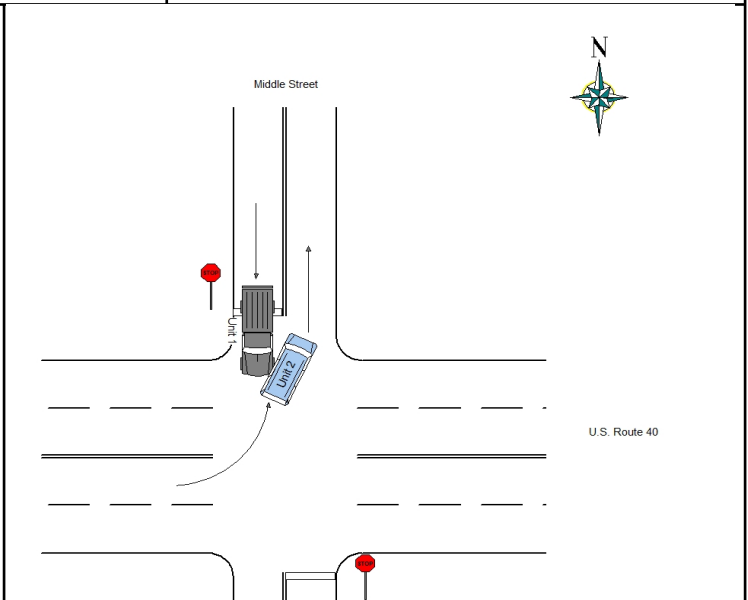 N
Middle Street
STOP
Unit 1
Unit 2
U.S. Route 40
STOP